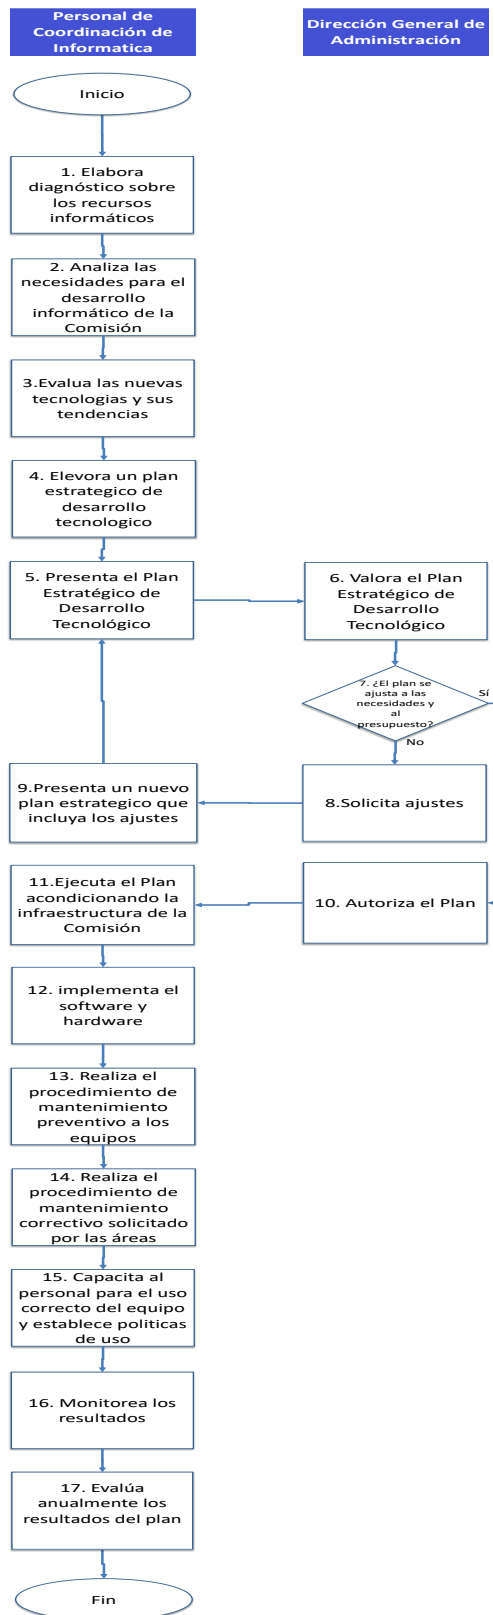 Personal de
Coordinación de
Informatica
Dirección General de
Administración
Inicio
1. Elabora
diagnóstico sobre
los recursos
informáticos
2. Analiza las
necesidades para el
desarrollo
informático de la
Comisión
3.Evalua las nuevas
tecnologias y sus
tendencias
4. Elevora un plan
estrategico de
desarrollo
tecnologico
5. Presenta el Plan
Estratégico de
Desarrollo
Tecnológico
6. Valora el Plan
Estratégico de
Desarrollo
Tecnológico
7. ¿El plan se
ajusta a las
necesidades y
al
presupuesto?
Sí
No
8.Solicita ajustes
9.Presenta un nuevo
plan estrategico que
incluya los ajustes
10. Autoriza el Plan
11.Ejecuta el Plan
acondicionando la
infraestructura de la
Comisión
12. implementa el
software y
hardware
13. Realiza el
procedimiento de
mantenimiento
preventivo a los
equipos
14. Realiza el
procedimiento de
mantenimiento
correctivo solicitado
por las áreas
15. Capacita al
personal para el uso
correcto del equipo
y establece politicas
de uso
16. Monitorea los
resultados
17. Evalúa
anualmente los
resultados del plan
Fin